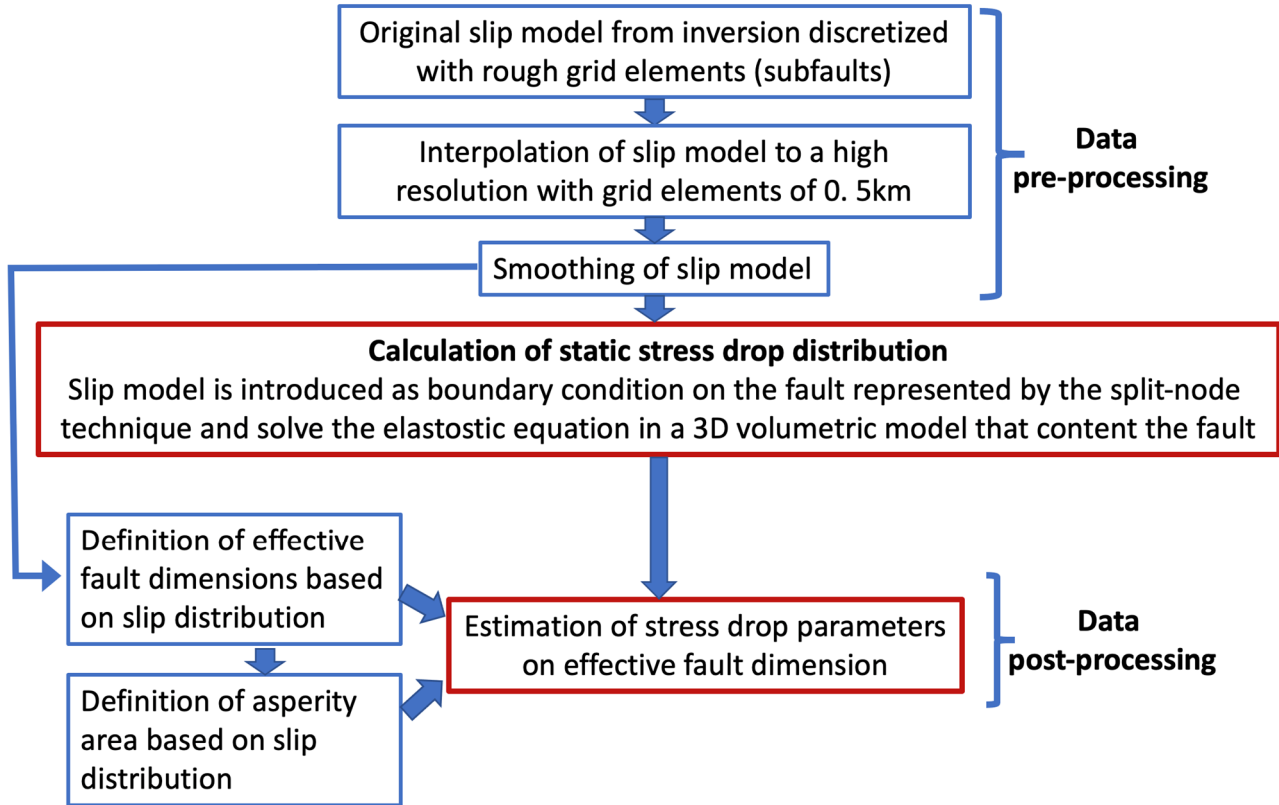 Original slip model from inversion discretized
with rough grid elements (subfaults)
Interpolation of slip model to a high
resolution with grid elements of 0. 5km
Data
pre-processing
Smoothing of slip model
Calculation of static stress drop distribution
Slip model is introduced as boundary condition on the fault represented by the split-node
technique and solve the elastostic equation in a 3D volumetric model that content the fault
Definition of effective
fault dimensions based
on slip distribution
Estimation of stress drop parameters
on effective fault dimension
Data
post-processing
Definition of asperity
area based on slip
distribution